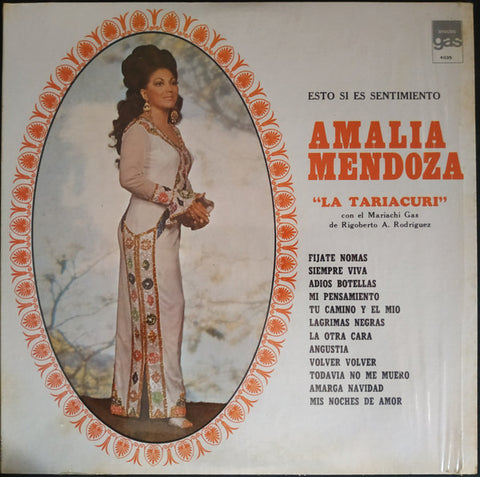 gas
ESTO SI ES SENTIMIENTO
AMALIA
MENDOZA
"LA TARIACURI"
con el Mariachi Gas
de Rigoberto A. Rodríguez
FIJATE NOMAS
SIEMPRE VIVA
ADIOS BOTELLAS
MI PENSAMIENTO
TU CAMINO Y EL MIO
LAGRIMAS NEGRAS
LA OTRA CARA
ANGUSTIA
VOLVER VOLVER
TODAVIA NO ME MUERO
AMARGA NAVIDAD
MIS NOCHES DE AMOR